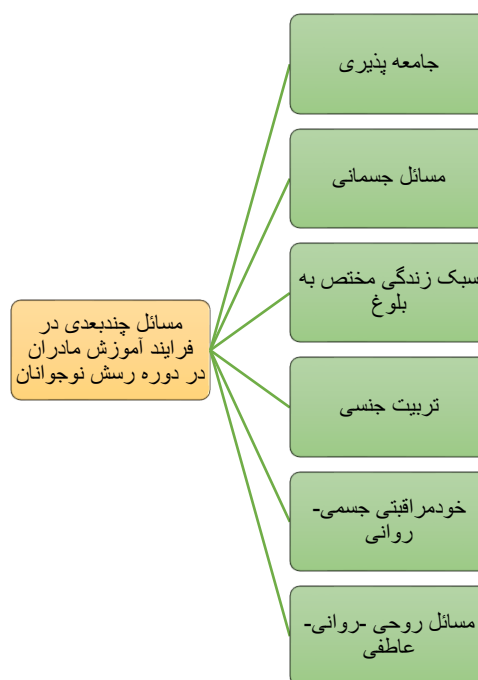 جامعه پذیری
مسائل جسمانی
سبک زندگی مختص به
بلوغ
مسائل چندبعدی در
فرایند آموزش مادران
در دوره رسش نوجوانان
تربیت جنسی
خودمراقبتی جسمی-
روانی
مسائل روحی -روانی-
عاطفی